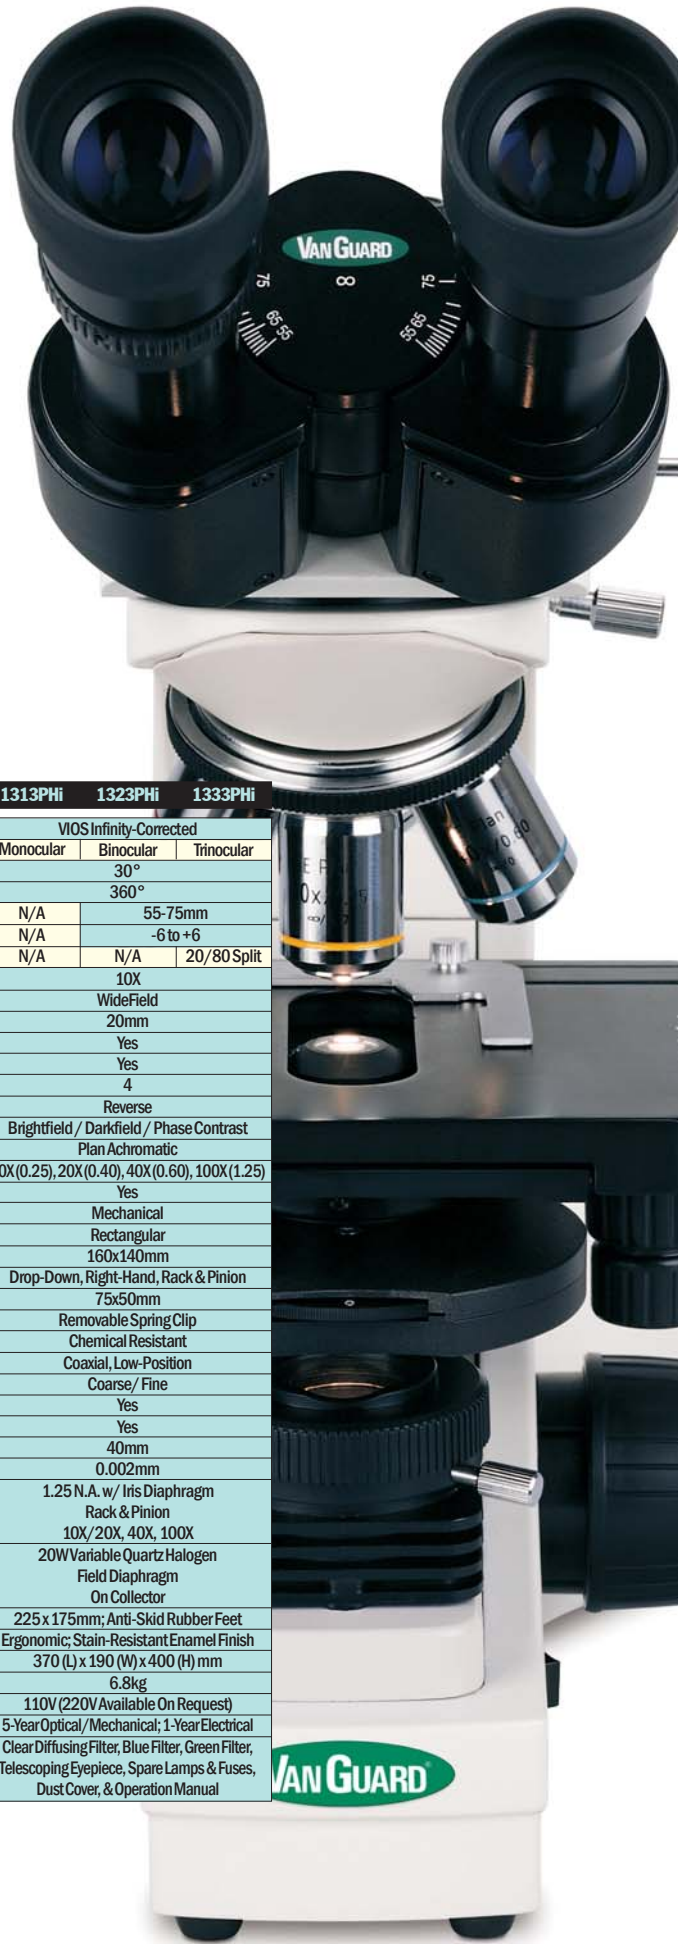 VANGUARD
75 ∞ 75
65 55 55 65
1313PHi 1323PHi 1333PHi
VIOS Infinity-Corrected
Monocular Binocular Trinocular
30°
360°
N/A 55-75mm
N/A -6 to +6
N/A N/A 20/80 Split
10X
WideField
20mm
Yes
Yes
4
Reverse
Brightfield / Darkfield / Phase Contrast
Plan Achromatic
0X (0.25), 20X (0.40), 40X (0.60), 100X (1.25)
Yes
Mechanical
Rectangular
160x140mm
Drop-Down, Right-Hand, Rack & Pinion
75x50mm
Removable Spring Clip
Chemical Resistant
Coaxial, Low-Position
Coarse / Fine
Yes
Yes
40mm
0.002mm
1.25 N.A. w/ Iris Diaphragm
Rack & Pinion
10X/20X, 40X, 100X
20W Variable Quartz Halogen
Field Diaphragm
On Collector
225 x 175mm; Anti-Skid Rubber Feet
Ergonomic; Stain-Resistant Enamel Finish
370 (L) x 190 (W) x 400 (H) mm
6.8kg
110V (220V Available On Request)
5-Year Optical/Mechanical; 1-Year Electrical
Clear Diffusing Filter, Blue Filter, Green Filter,
Telescoping Eyepiece, Spare Lamps & Fuses,
Dust Cover, & Operation Manual
VANGUARD®
Plan